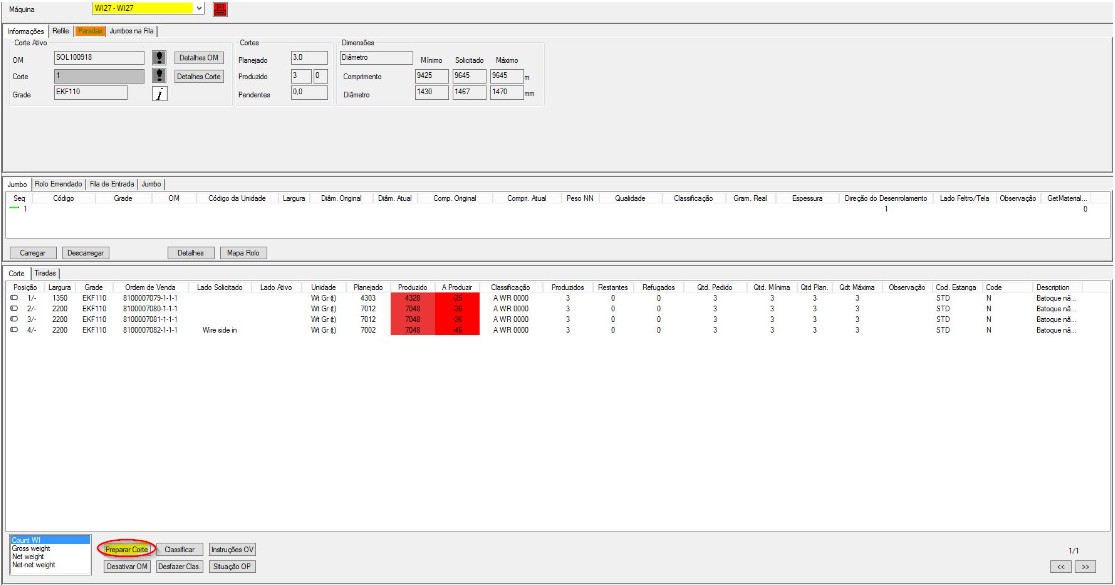 Máquina WI27 - WI27
Informações Refile Paradas Jumbos na Fila
Corte Ativo Cortes Dimensões
OM SOL100918 Detalhes OM Planejado 3,0 Diâmetro Mínimo Solicitado Máximo
Corte 1 Detalhes Corte Produzido 3 0 Comprimento 9425 9645 9645 m
Grade EKF110 i Pendentes 0,0 Diâmetro 1430 1467 1470 mm
Jumbo Rolo Emendado Fila de Entrada Jumbo
Seq Código Grade OM Código da Unidade Largura Diâm. Original Diâm. Atual Comp. Original Compri. Atual Peso NN Qualidade Classificação Gram. Real Espessura Direção do Desenrolamento Lado Feltro/Tela Observação GetMaterial...
1 1 0
Carregar Descarregar Detalhes Mapa Rolo
Corte Tiradas
Posição Largura Grade Ordem de Venda Lado Solicitado Lado Ativo Unidade Planejado Produzido A Produzir Classificação Produzidos Restantes Refugados Qtd. Pedido Qtd. Mínima Qtd Plan. Qdt Máxima Observação Cod. Estanga Code Description
1/- 1350 EKF110 8100007079-1-1-1 Wt Gr (t) 4303 4328 -25 A WR 0000 3 0 0 3 3 3 3 STD N Batoque nã...
2/- 2200 EKF110 8100007080-1-1-1 Wt Gr (t) 7012 7048 -36 A WR 0000 3 0 0 3 3 3 3 STD N Batoque nã...
3/- 2200 EKF110 8100007081-1-1-1 Wt Gr (t) 7012 7048 -36 A WR 0000 3 0 0 3 3 3 3 STD N Batoque nã...
4/- 2200 EKF110 8100007082-1-1-1 Wire side in Wt Gr (t) 7002 7048 -46 A WR 0000 3 0 0 3 3 3 3 STD N Batoque nã...
Count WI
Gross weight
Net weight
Net-net weight
Preparar Corte Classificar Instruções OV 1/1
Desativar OM Desfazer Clas. Situação OP << >>